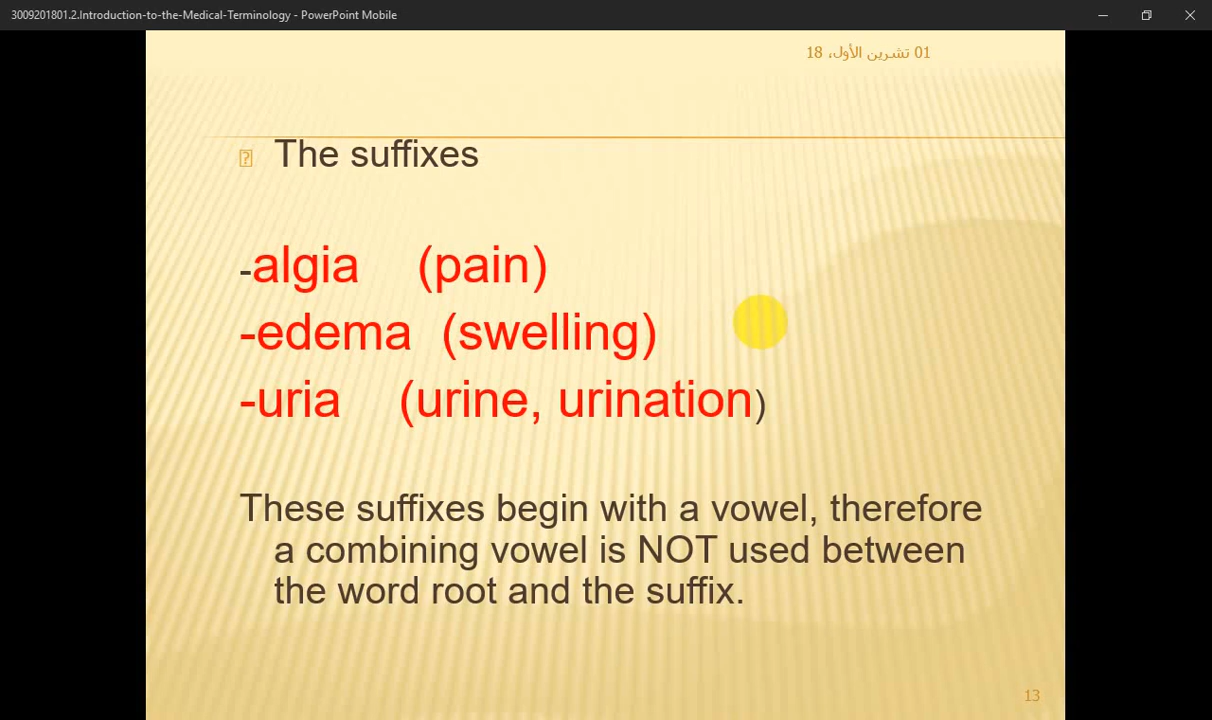 3009201801.2.Introduction-to-the-Medical-Terminology - PowerPoint Mobile
01 تشرين الأول، 18
The suffixes
-algia (pain)
-edema (swelling)
-uria (urine, urination)
These suffixes begin with a vowel, therefore
a combining vowel is NOT used between
the word root and the suffix.
13